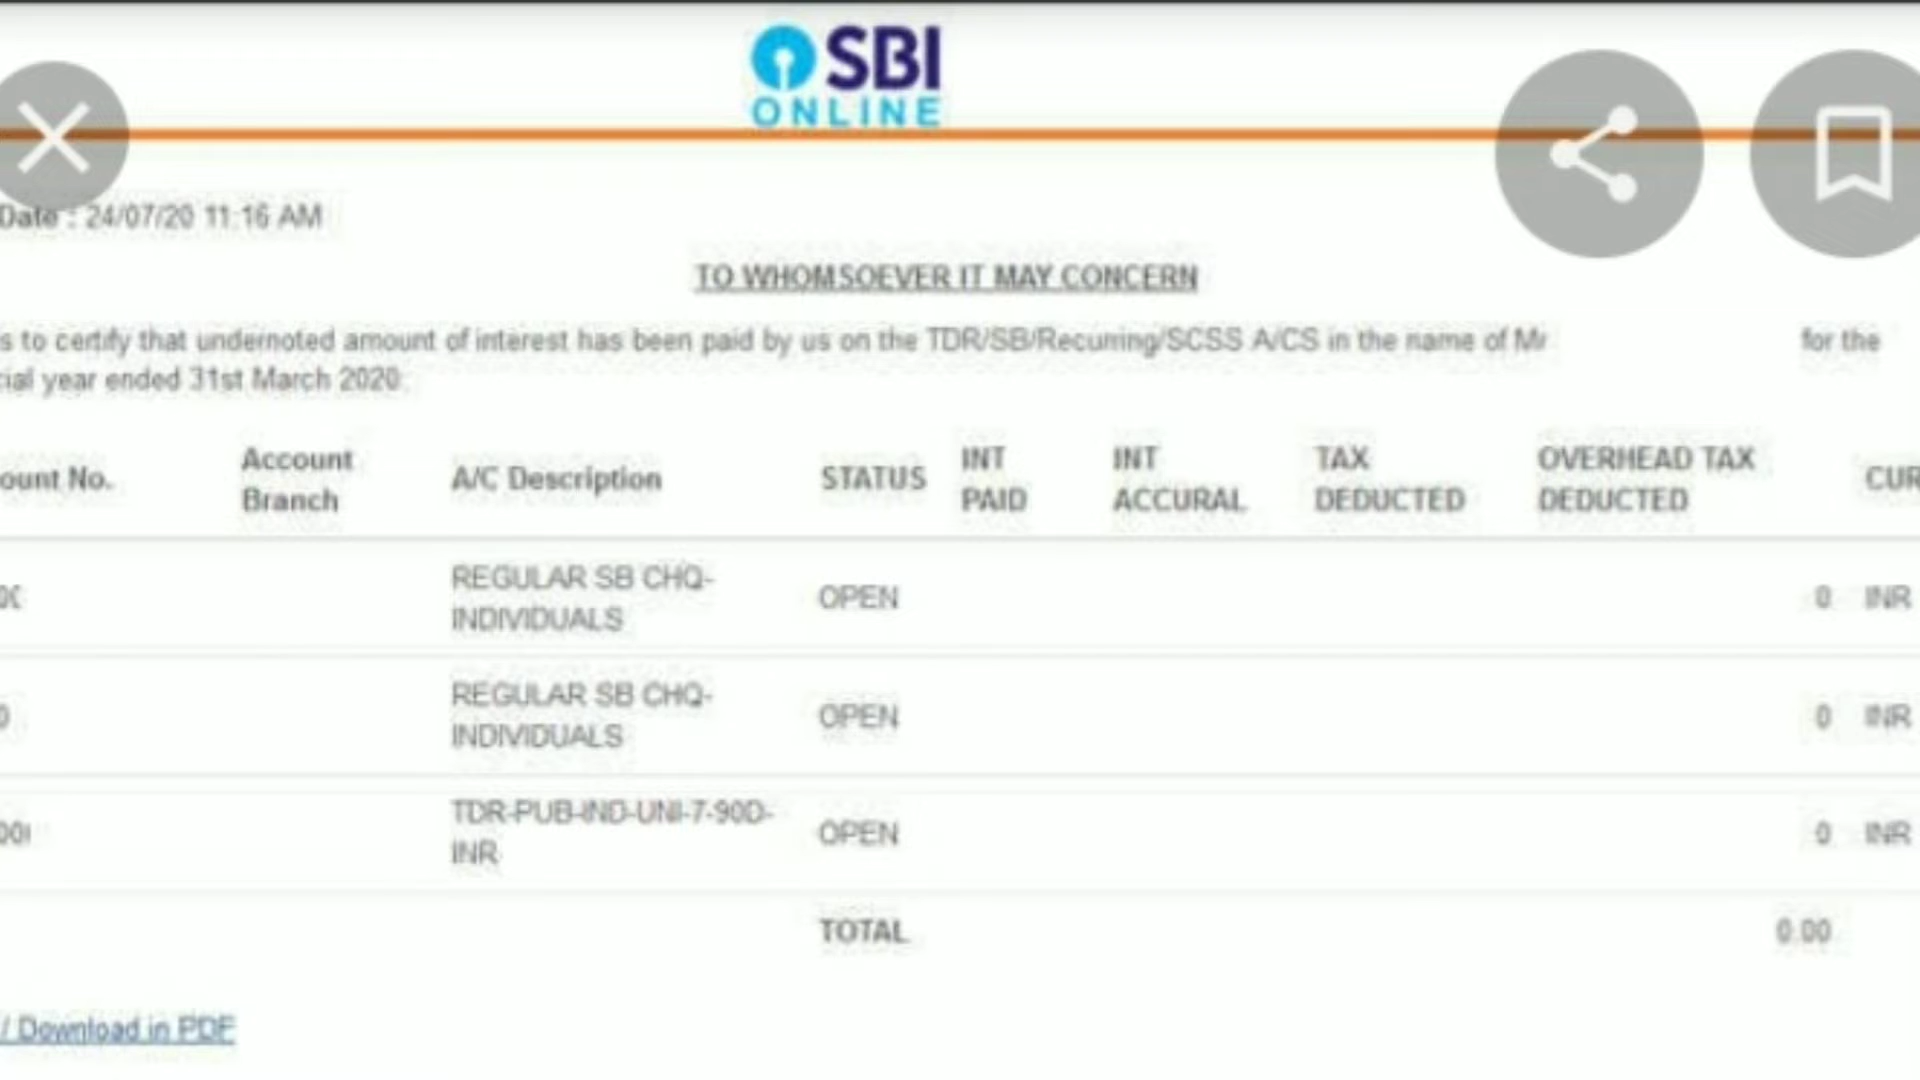 SBI
ONLINE
Date : 24/07/20 11:16 AM
TO WHOMSOEVER IT MAY CONCERN
s to certify that undernoted amount of interest has been paid by us on the TDR/SB/Recurring/SCSS A/CS in the name of Mr for the
cial year ended 31st March 2020
ount No. Account Branch A/C Description STATUS INT PAID INT ACCURAL TAX DEDUCTED OVERHEAD TAX DEDUCTED CUR
REGULAR SB CHQ-
INDIVIDUALS
OPEN 0 INR
REGULAR SB CHQ-
INDIVIDUALS
OPEN 0 INR
TDR-PUB-IND-UNI-7-90D-
INR
OPEN 0 INR
TOTAL 0.00
/ Download in PDF